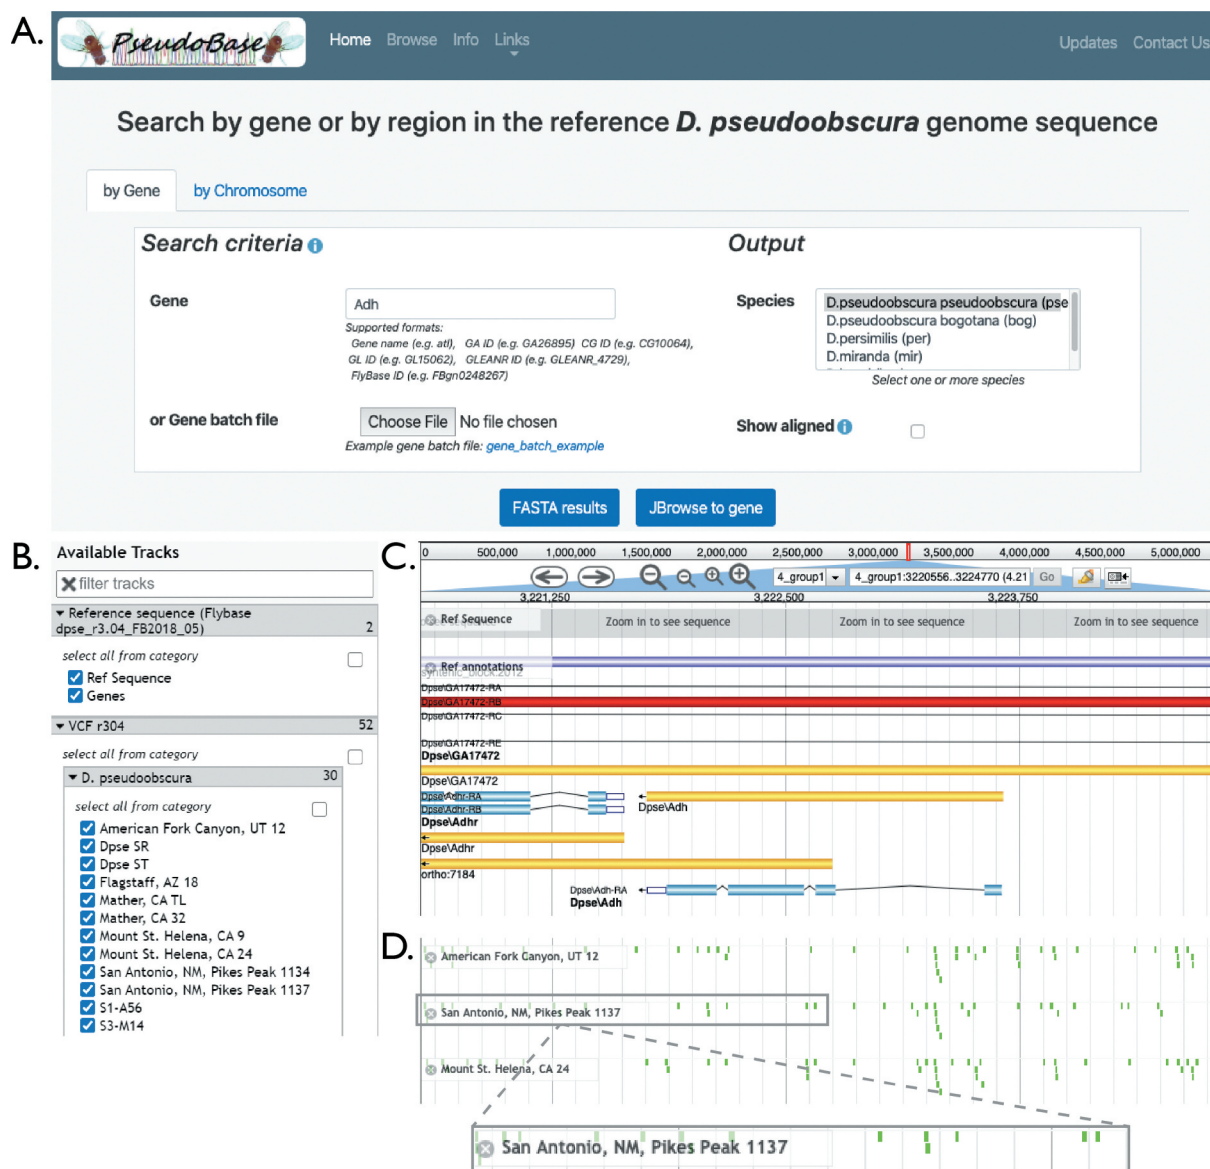 A.
PseudoBase
Home Browse Info Links
Updates Contact Us
Search by gene or by region in the reference D. pseudoobscura genome sequence
by Gene by Chromosome
Search criteria i
Output
Gene
Adh
Supported formats:
Gene name (e.g. atl), GA ID (e.g. GA26895) CG ID (e.g. CG10064),
GL ID (e.g. GL15062), GLEANR ID (e.g. GLEANR_4729),
FlyBase ID (e.g. FBgn0248267)
Species
D.pseudoobscura pseudoobscura (pse
D.pseudoobscura bogotana (bog)
D.persimilis (per)
D.miranda (mir)
Select one or more species
or Gene batch file
Choose File No file chosen
Example gene batch file: gene_batch_example
Show aligned i
FASTA results JBrowse to gene
B.
Available Tracks
filter tracks
Reference sequence (Flybase
dpse_r3.04_FB2018_05) 2
select all from category
Ref Sequence
Genes
VCF r304 52
select all from category
D. pseudoobscura 30
select all from category
American Fork Canyon, UT 12
Dpse SR
Dpse ST
Flagstaff, AZ 18
Mather, CA TL
Mather, CA 32
Mount St. Helena, CA 9
Mount St. Helena, CA 24
San Antonio, NM, Pikes Peak 1134
San Antonio, NM, Pikes Peak 1137
S1-A56
S3-M14
C.
0 500,000 1,000,000 1,500,000 2,000,000 2,500,000 3,000,000 3,500,000 4,000,000 4,500,000 5,000,000
4_group1 4_group1:3220556..3224770 (4.21 Go
3,221,250 3,222,500 3,223,750
Ref Sequence Zoom in to see sequence Zoom in to see sequence Zoom in to see sequence
Ref annotations
syntenic_block:2012
Dpse\GA17472-RA
Dpse\GA17472-RB
Dpse\GA17472-RC
Dpse\GA17472-RE
Dpse\GA17472
Dpse\GA17472
Dpse\Adhr-RA
Dpse\Adh
Dpse\Adhr-RB
Dpse\Adhr
Dpse\Adhr
ortho:7184
Dpse\Adh-RA
Dpse\Adh
D.
American Fork Canyon, UT 12
San Antonio, NM, Pikes Peak 1137
Mount St. Helena, CA 24
San Antonio, NM, Pikes Peak 1137